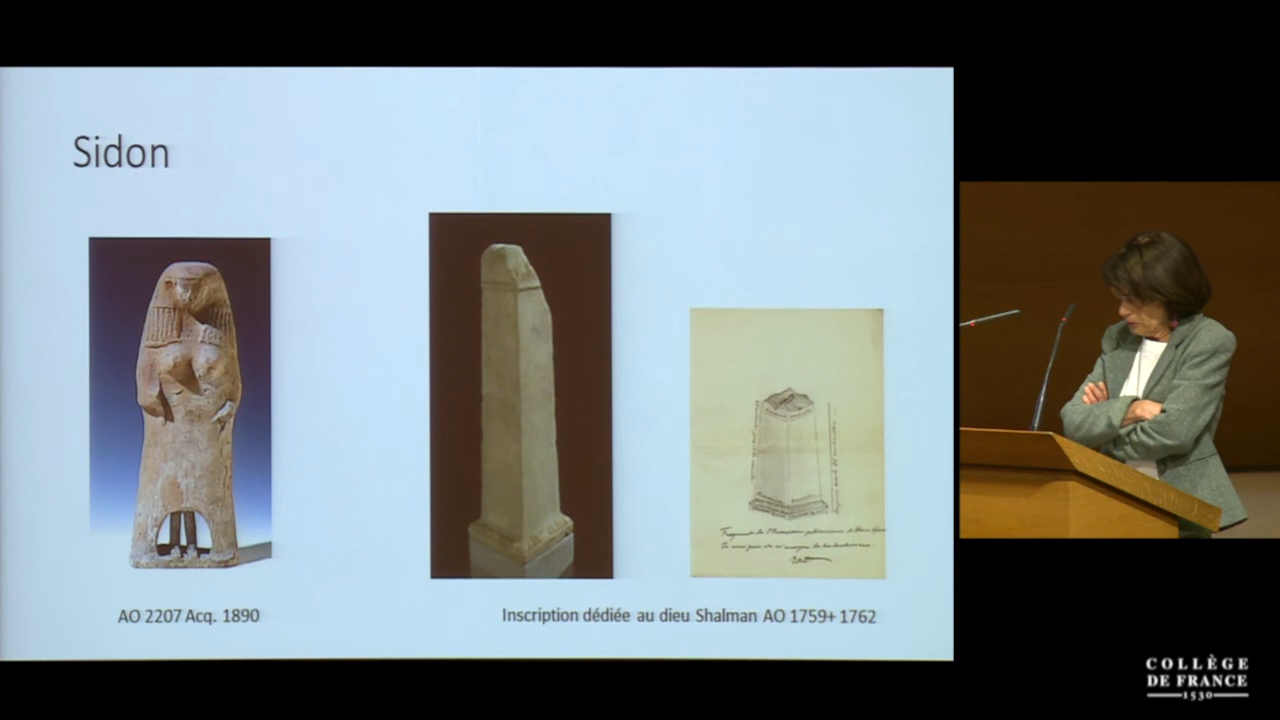 Sidon
AO 2207 Acq. 1890
Inscription dédiée au dieu Shalman AO 1759+ 1762
COLLÈGE
DE FRANCE
1530